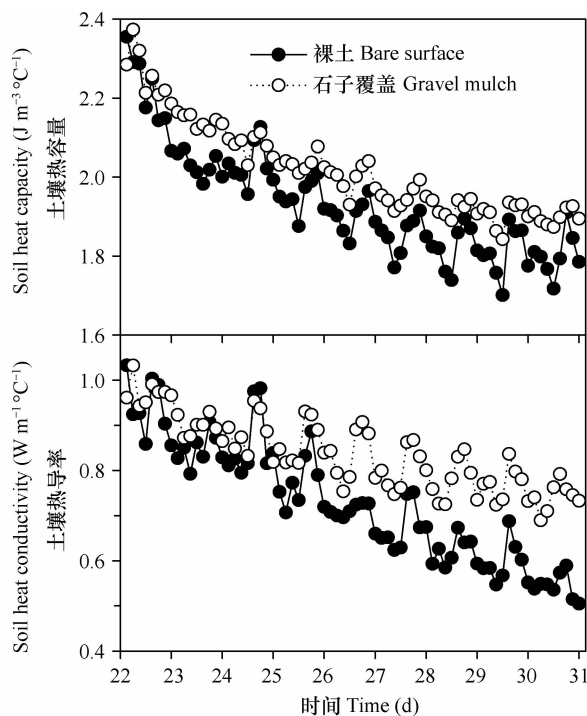 2.4
裸土 Bare surface
石子覆盖 Gravel mulch
2.2
2.0
1.8
1.6
Soil heat capacity (J m⁻³ °C⁻¹)
土壤热容量
1.0
0.8
0.6
0.4
Soil heat conductivity (W m⁻¹ °C⁻¹)
土壤热导率
22 23 24 25 26 27 28 29 30 31
时间 Time (d)